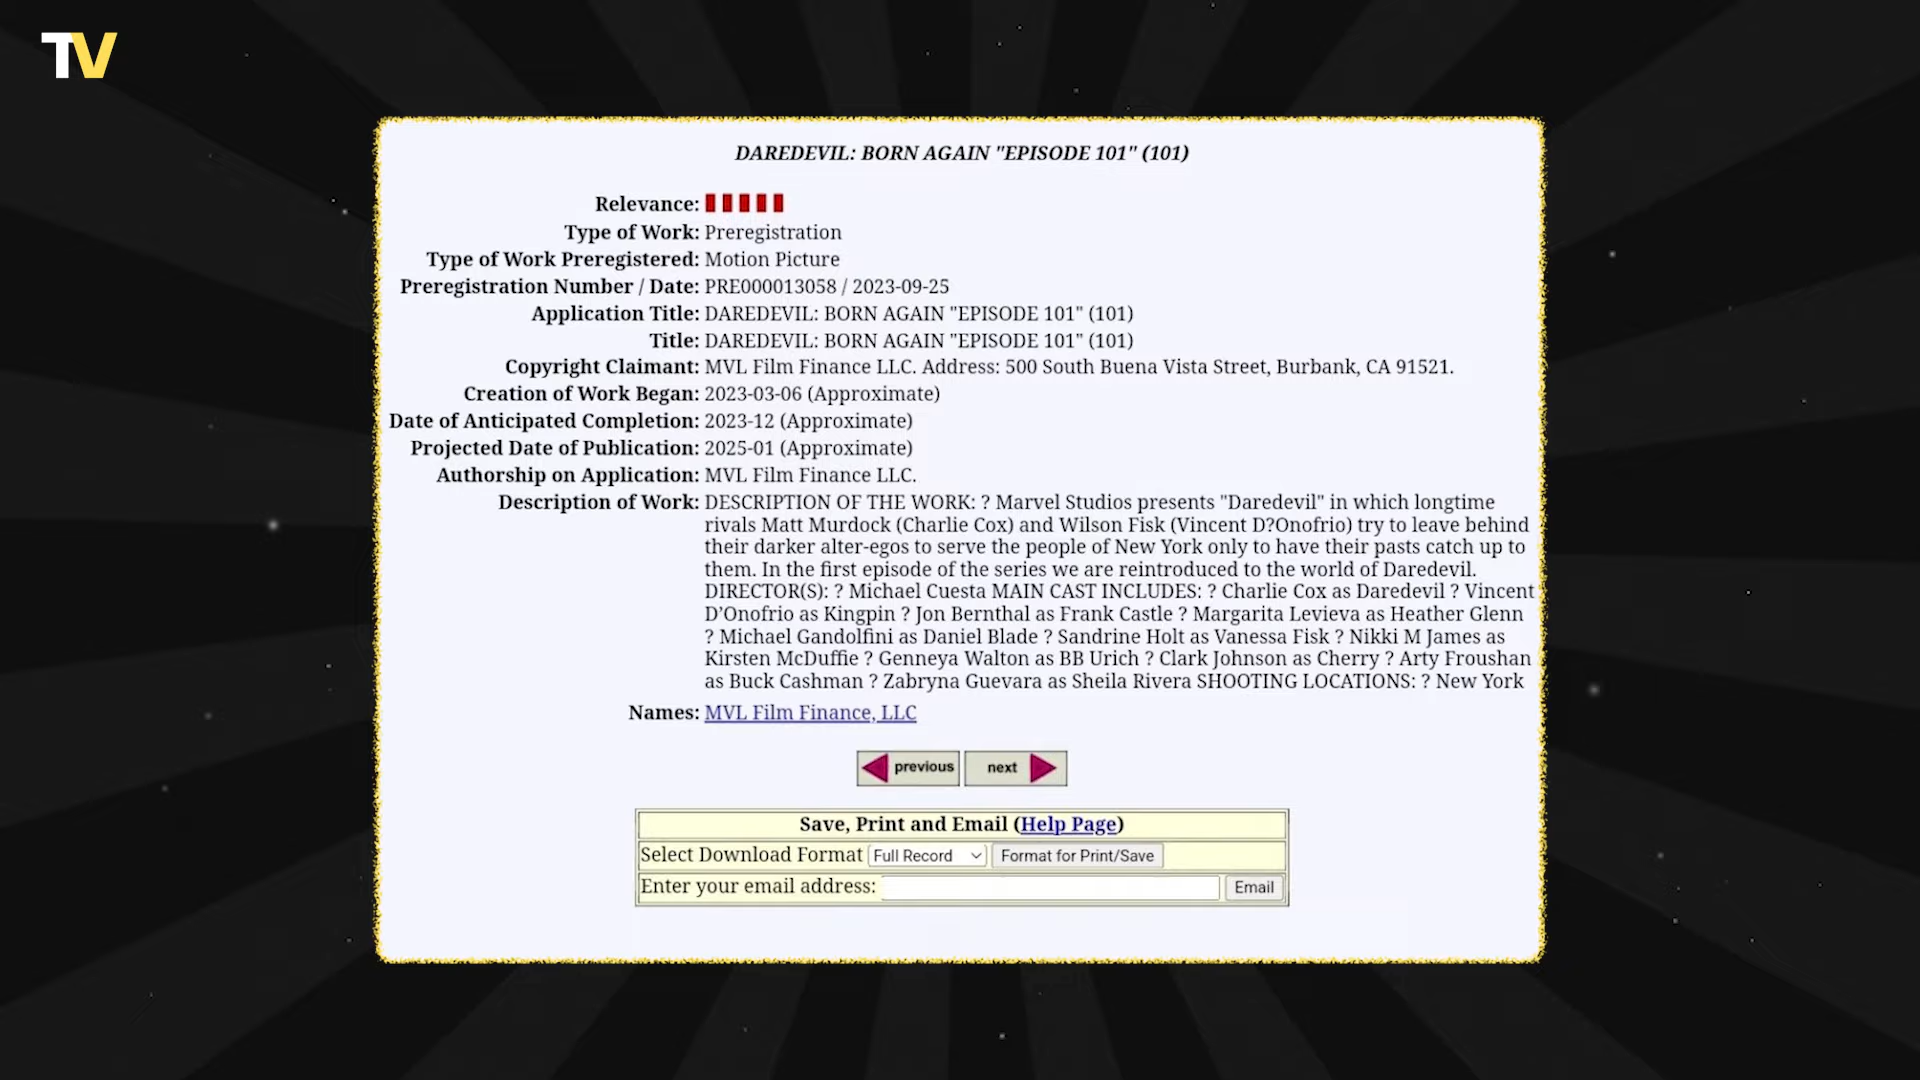 TV
DAREDEVIL: BORN AGAIN "EPISODE 101" (101)
Relevance:
Type of Work: Preregistration
Type of Work Preregistered: Motion Picture
Preregistration Number / Date: PRE000013058 / 2023-09-25
Application Title: DAREDEVIL: BORN AGAIN "EPISODE 101" (101)
Title: DAREDEVIL: BORN AGAIN "EPISODE 101" (101)
Copyright Claimant: MVL Film Finance LLC. Address: 500 South Buena Vista Street, Burbank, CA 91521.
Creation of Work Began: 2023-03-06 (Approximate)
Date of Anticipated Completion: 2023-12 (Approximate)
Projected Date of Publication: 2025-01 (Approximate)
Authorship on Application: MVL Film Finance LLC.
Description of Work: DESCRIPTION OF THE WORK: ? Marvel Studios presents "Daredevil" in which longtime
rivals Matt Murdock (Charlie Cox) and Wilson Fisk (Vincent D?Onofrio) try to leave behind
their darker alter-egos to serve the people of New York only to have their pasts catch up to
them. In the first episode of the series we are reintroduced to the world of Daredevil.
DIRECTOR(S): ? Michael Cuesta MAIN CAST INCLUDES: ? Charlie Cox as Daredevil ? Vincent
D’Onofrio as Kingpin ? Jon Bernthal as Frank Castle ? Margarita Levieva as Heather Glenn
? Michael Gandolfini as Daniel Blade ? Sandrine Holt as Vanessa Fisk ? Nikki M James as
Kirsten McDuffie ? Genneya Walton as BB Urich ? Clark Johnson as Cherry ? Arty Froushan
as Buck Cashman ? Zabryna Guevara as Sheila Rivera SHOOTING LOCATIONS: ? New York
Names: MVL Film Finance, LLC
previous next
Save, Print and Email (Help Page)
Select Download Format Full Record Format for Print/Save
Enter your email address: Email